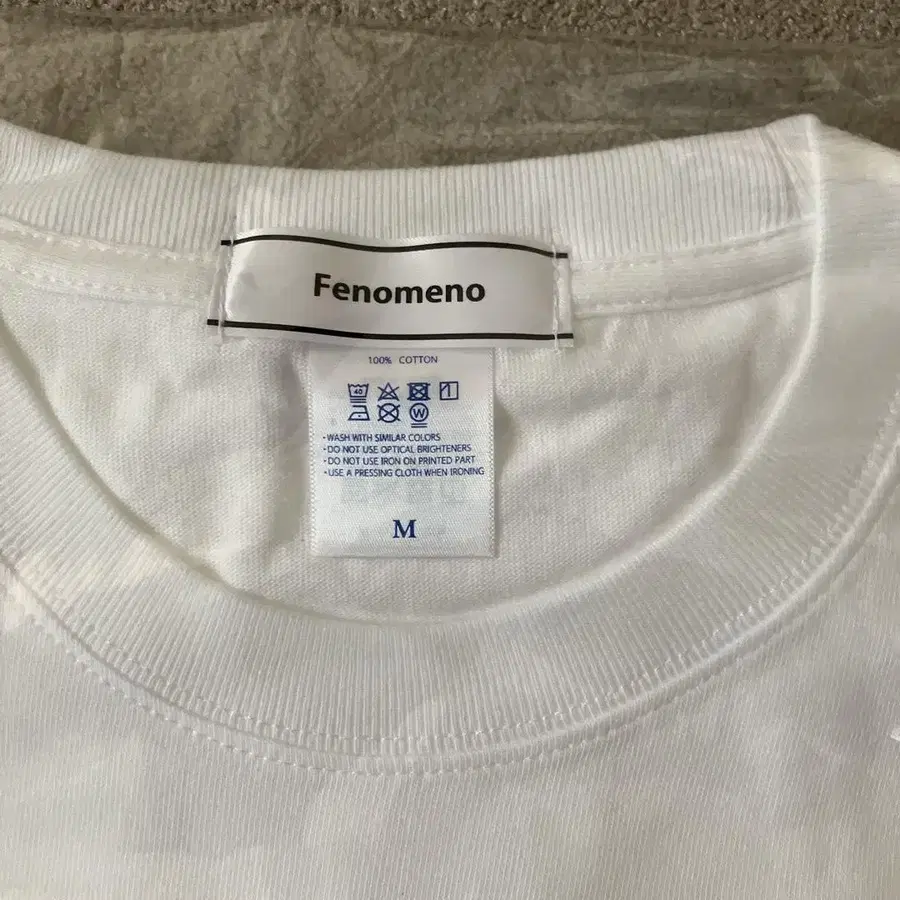 Fenomeno
100% COTTON
40
W
• WASH WITH SIMILAR COLORS
• DO NOT USE OPTICAL BRIGHTENERS
• DO NOT USE IRON ON PRINTED PART
• USE A PRESSING CLOTH WHEN IRONING
M